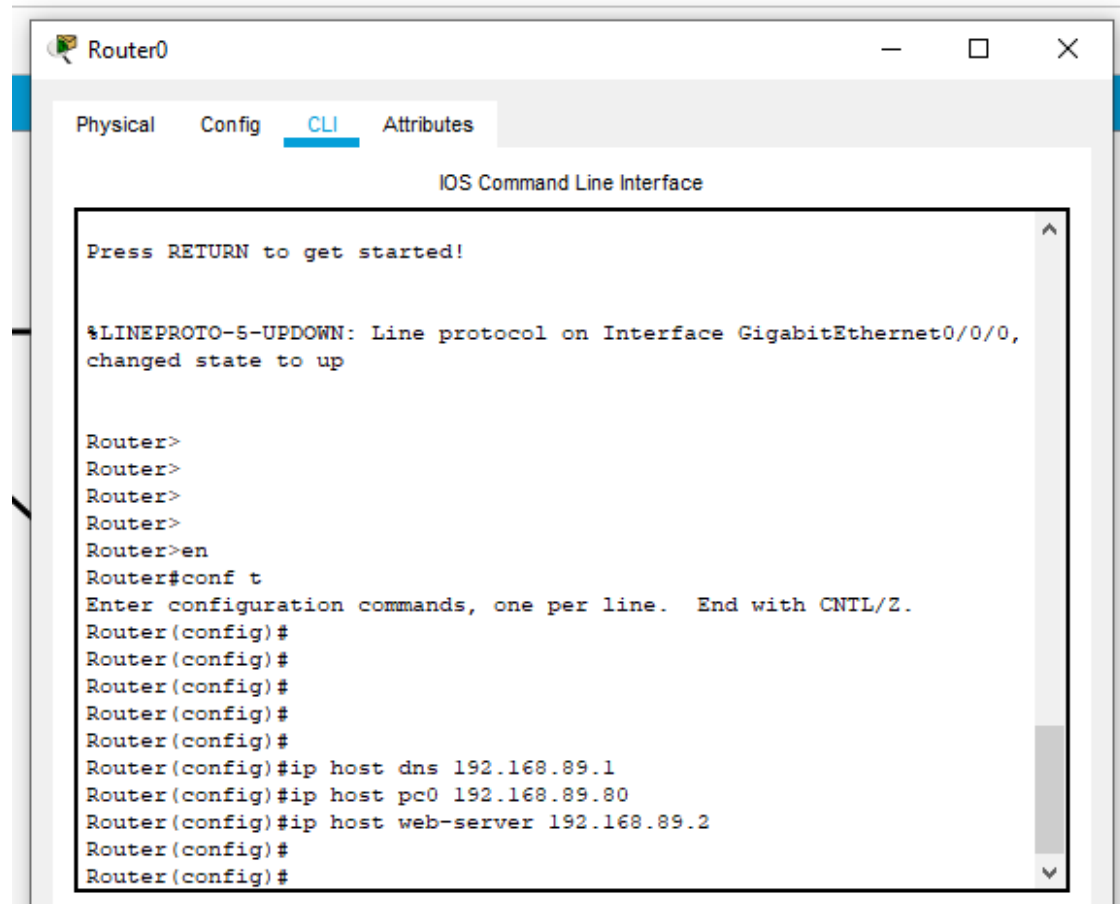 Router0
Physical Config CLI Attributes
IOS Command Line Interface
Press RETURN to get started!
%LINEPROTO-5-UPDOWN: Line protocol on Interface GigabitEthernet0/0/0,
changed state to up
Router>
Router>
Router>
Router>
Router>en
Router#conf t
Enter configuration commands, one per line.  End with CNTL/Z.
Router(config)#
Router(config)#
Router(config)#
Router(config)#
Router(config)#
Router(config)#ip host dns 192.168.89.1
Router(config)#ip host pc0 192.168.89.80
Router(config)#ip host web-server 192.168.89.2
Router(config)#
Router(config)#